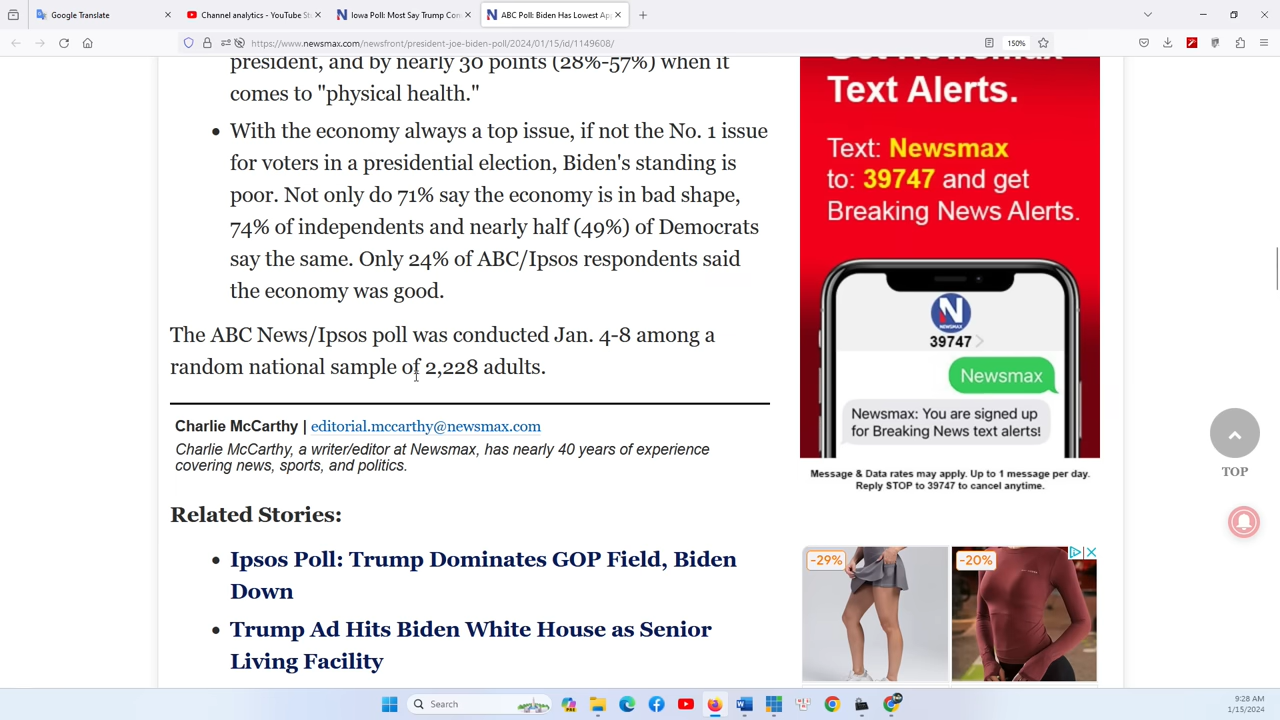 Google Translate
Channel analytics - YouTube St
Iowa Poll: Most Say Trump Con
ABC Poll: Biden Has Lowest App
https://www.newsmax.com/newsfront/president-joe-biden-poll/2024/01/15/id/1149608/
150%
president, and by nearly 30 points (28%-57%) when it
comes to "physical health."
With the economy always a top issue, if not the No. 1 issue
for voters in a presidential election, Biden's standing is
poor. Not only do 71% say the economy is in bad shape,
74% of independents and nearly half (49%) of Democrats
say the same. Only 24% of ABC/Ipsos respondents said
the economy was good.
The ABC News/Ipsos poll was conducted Jan. 4-8 among a
random national sample of 2,228 adults.
Charlie McCarthy | editorial.mccarthy@newsmax.com
Charlie McCarthy, a writer/editor at Newsmax, has nearly 40 years of experience
covering news, sports, and politics.
Related Stories:
Ipsos Poll: Trump Dominates GOP Field, Biden
Down
Trump Ad Hits Biden White House as Senior
Living Facility
Get Newsmax
Text Alerts.
Text: Newsmax
to: 39747 and get
Breaking News Alerts.
N
NEWSMAX
39747
Newsmax
Newsmax: You are signed up
for Breaking News text alerts!
Message & Data rates may apply. Up to 1 message per day.
Reply STOP to 39747 to cancel anytime.
TOP
-29%
-20%
Search
9:28 AM
1/15/2024